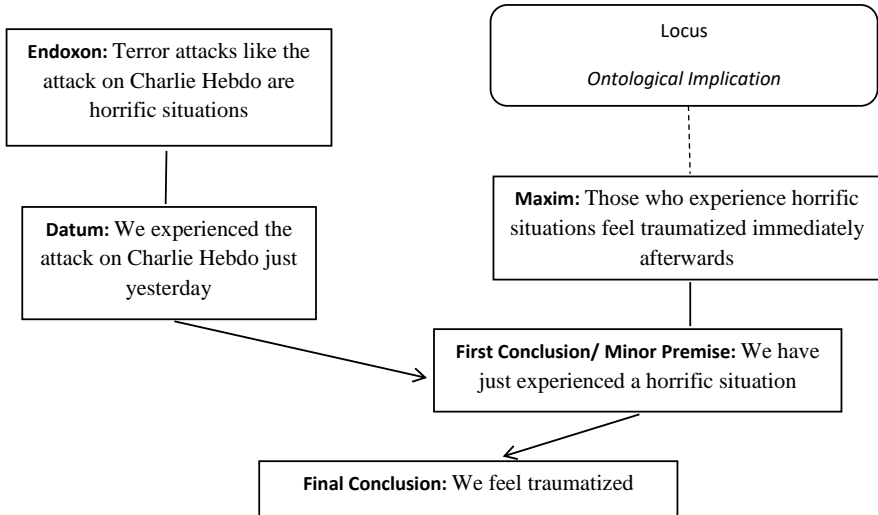 Endoxon: Terror attacks like the
attack on Charlie Hebdo are
horrific situations
Locus
Ontological Implication
Datum: We experienced the
attack on Charlie Hebdo just
yesterday
Maxim: Those who experience horrific
situations feel traumatized immediately
afterwards
First Conclusion/ Minor Premise: We have
just experienced a horrific situation
Final Conclusion: We feel traumatized